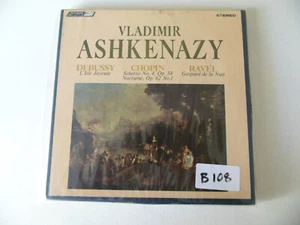 STEREO
VLADIMIR
ASHKENAZY
DEBUSSY CHOPIN RAVEL
L'Isle Joyeuse Scherzo No. 4, Op. 54 Gaspard de la Nuit
Nocturne, Op. 62 No. 1
B108